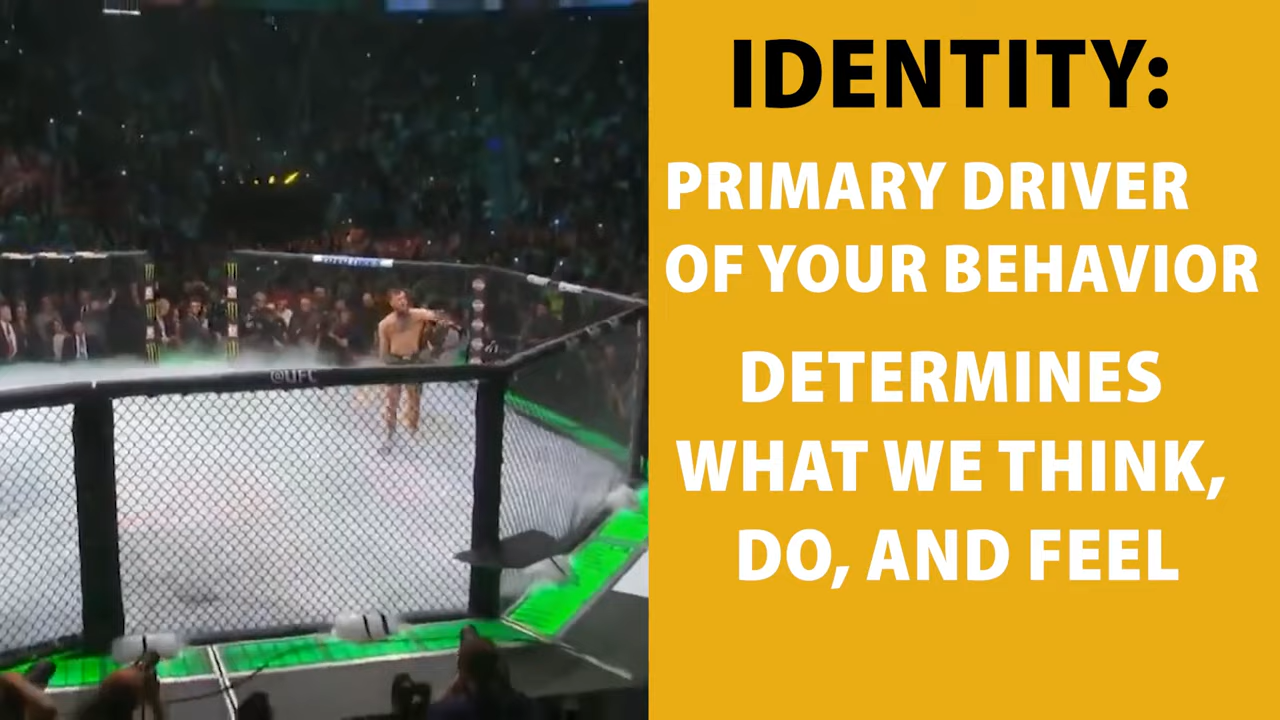 IDENTITY:
PRIMARY DRIVER
OF YOUR BEHAVIOR
DETERMINES
WHAT WE THINK,
DO, AND FEEL
@UFC